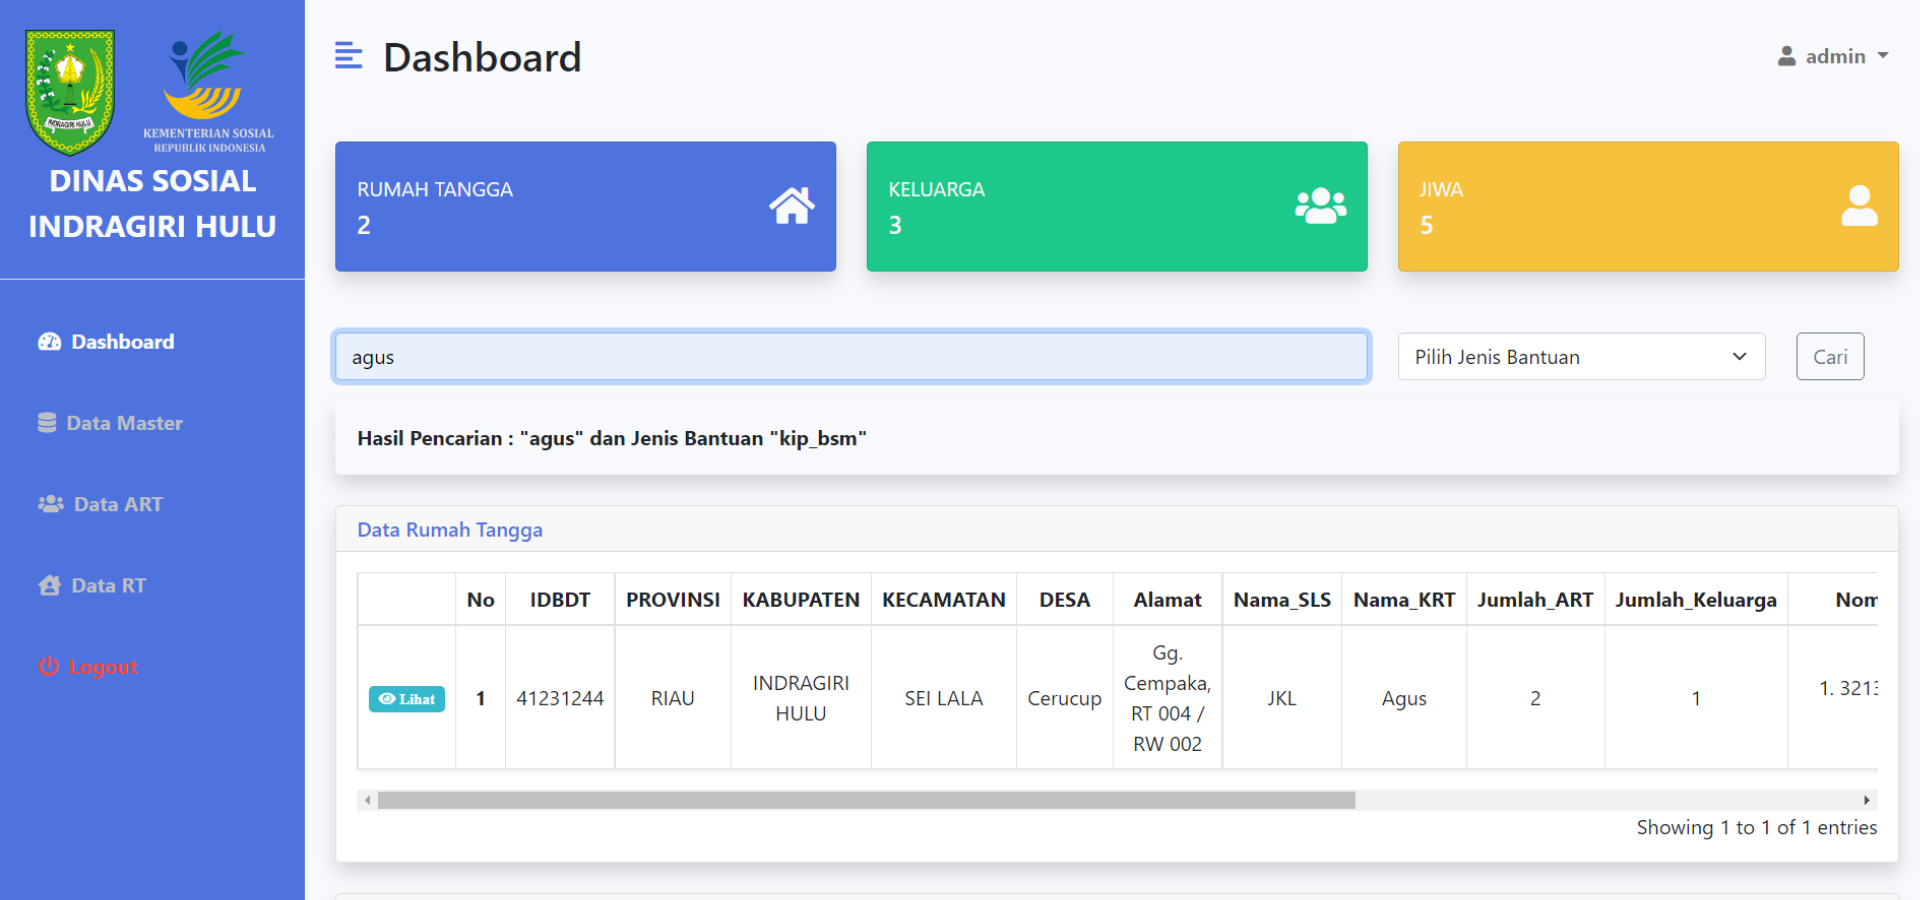 INDRAGIRI HULU
KEMENTERIAN SOSIAL
REPUBLIK INDONESIA
DINAS SOSIAL
INDRAGIRI HULU
Dashboard
Data Master
Data ART
Data RT
Logout
Dashboard
admin
RUMAH TANGGA
2
KELUARGA
3
JIWA
5
agus
Pilih Jenis Bantuan
Cari
Hasil Pencarian : "agus" dan Jenis Bantuan "kip_bsm"
Data Rumah Tangga
No IDBDT PROVINSI KABUPATEN KECAMATAN DESA Alamat Nama_SLS Nama_KRT Jumlah_ART Jumlah_Keluarga Nom
Lihat 1 41231244 RIAU INDRAGIRI HULU SEI LALA Cerucup Gg. Cempaka, RT 004 / RW 002 JKL Agus 2 1 1. 3213
Showing 1 to 1 of 1 entries